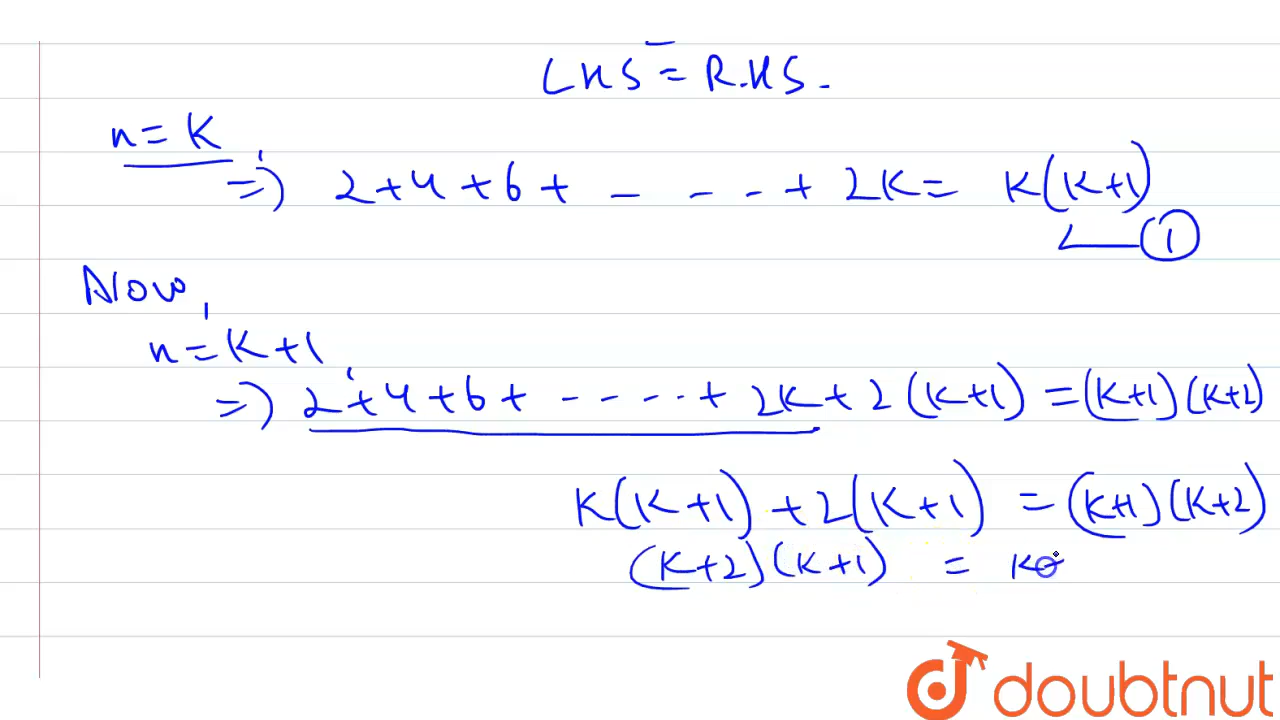 LHS = R.HS.
n = K,
=> 2+4+6+ - - - + 2K = K(K+1)
①
Now,
n = K+1,
=> 2+4+6+ ----- + 2K + 2(K+1) = (K+1)(K+2)
K(K+1) + 2(K+1) = (K+1)(K+2)
(K+2)(K+1) =
doubtnut